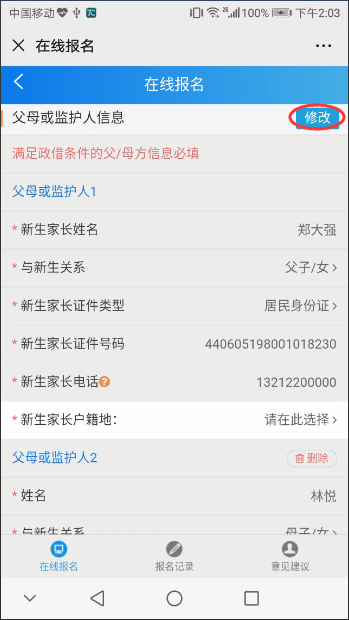 中国移动 26 100% 下午2:03
在线报名
在线报名
父母或监护人信息 修改
满足政借条件的父/母方信息必填
父母或监护人1
* 新生家长姓名 郑大强
* 与新生关系 父子/女
* 新生家长证件类型 居民身份证
* 新生家长证件号码 440605198001018230
* 新生家长电话? 13212200000
* 新生家长户籍地: 请在此选择
父母或监护人2 删除
* 姓名 林悦
* 与新生关系 母子/女
在线报名 报名记录 意见建议